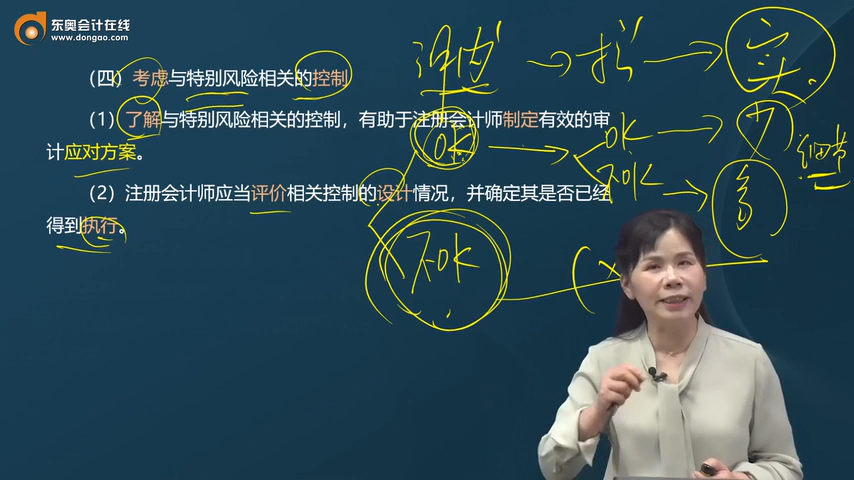 东奥会计在线
www.dongao.com
(四)考虑与特别风险相关的控制
(1)了解与特别风险相关的控制,有助于注册会计师制定有效的审
计应对方案。
(2)注册会计师应当评价相关控制的设计情况,并确定其是否已经
得到执行。
OK
OK
不OK
少
多
细节
不OK
实